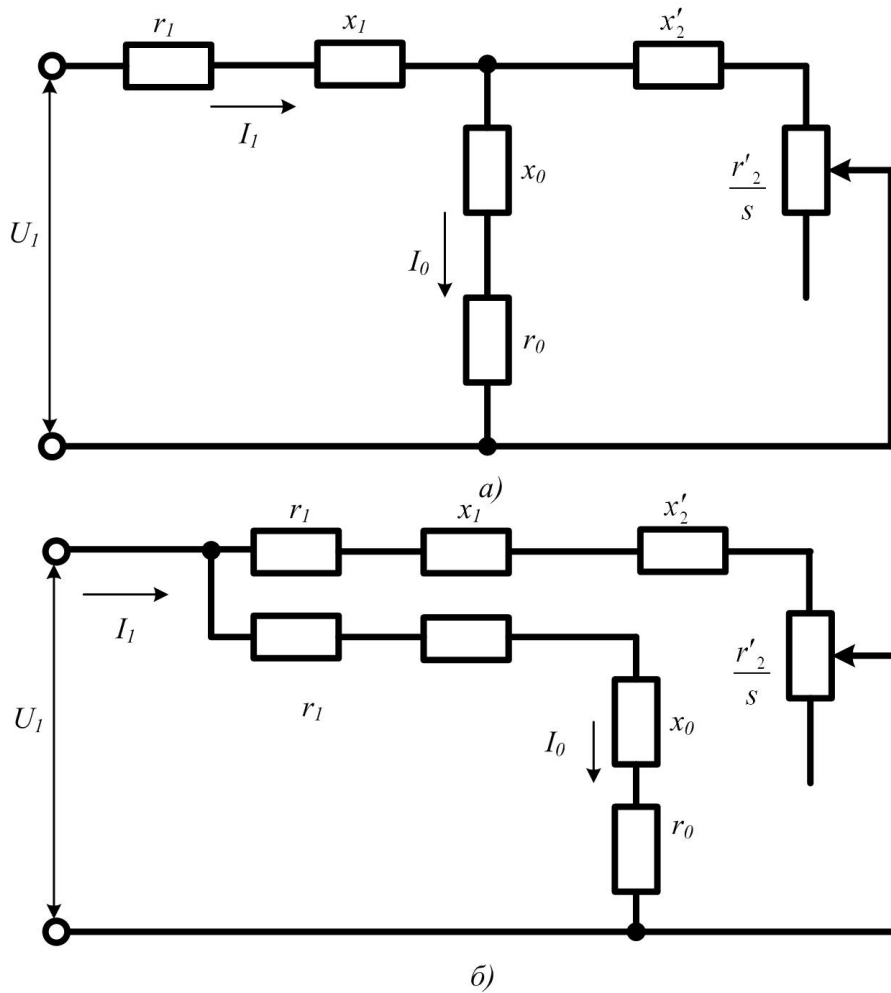 r₁
x₁
x′₂
I₁
x₀
r′₂
s
U₁
I₀
r₀
а)
r₁
x₁
x′₂
I₁
r′₂
s
r₁
U₁
x₀
I₀
r₀
б)